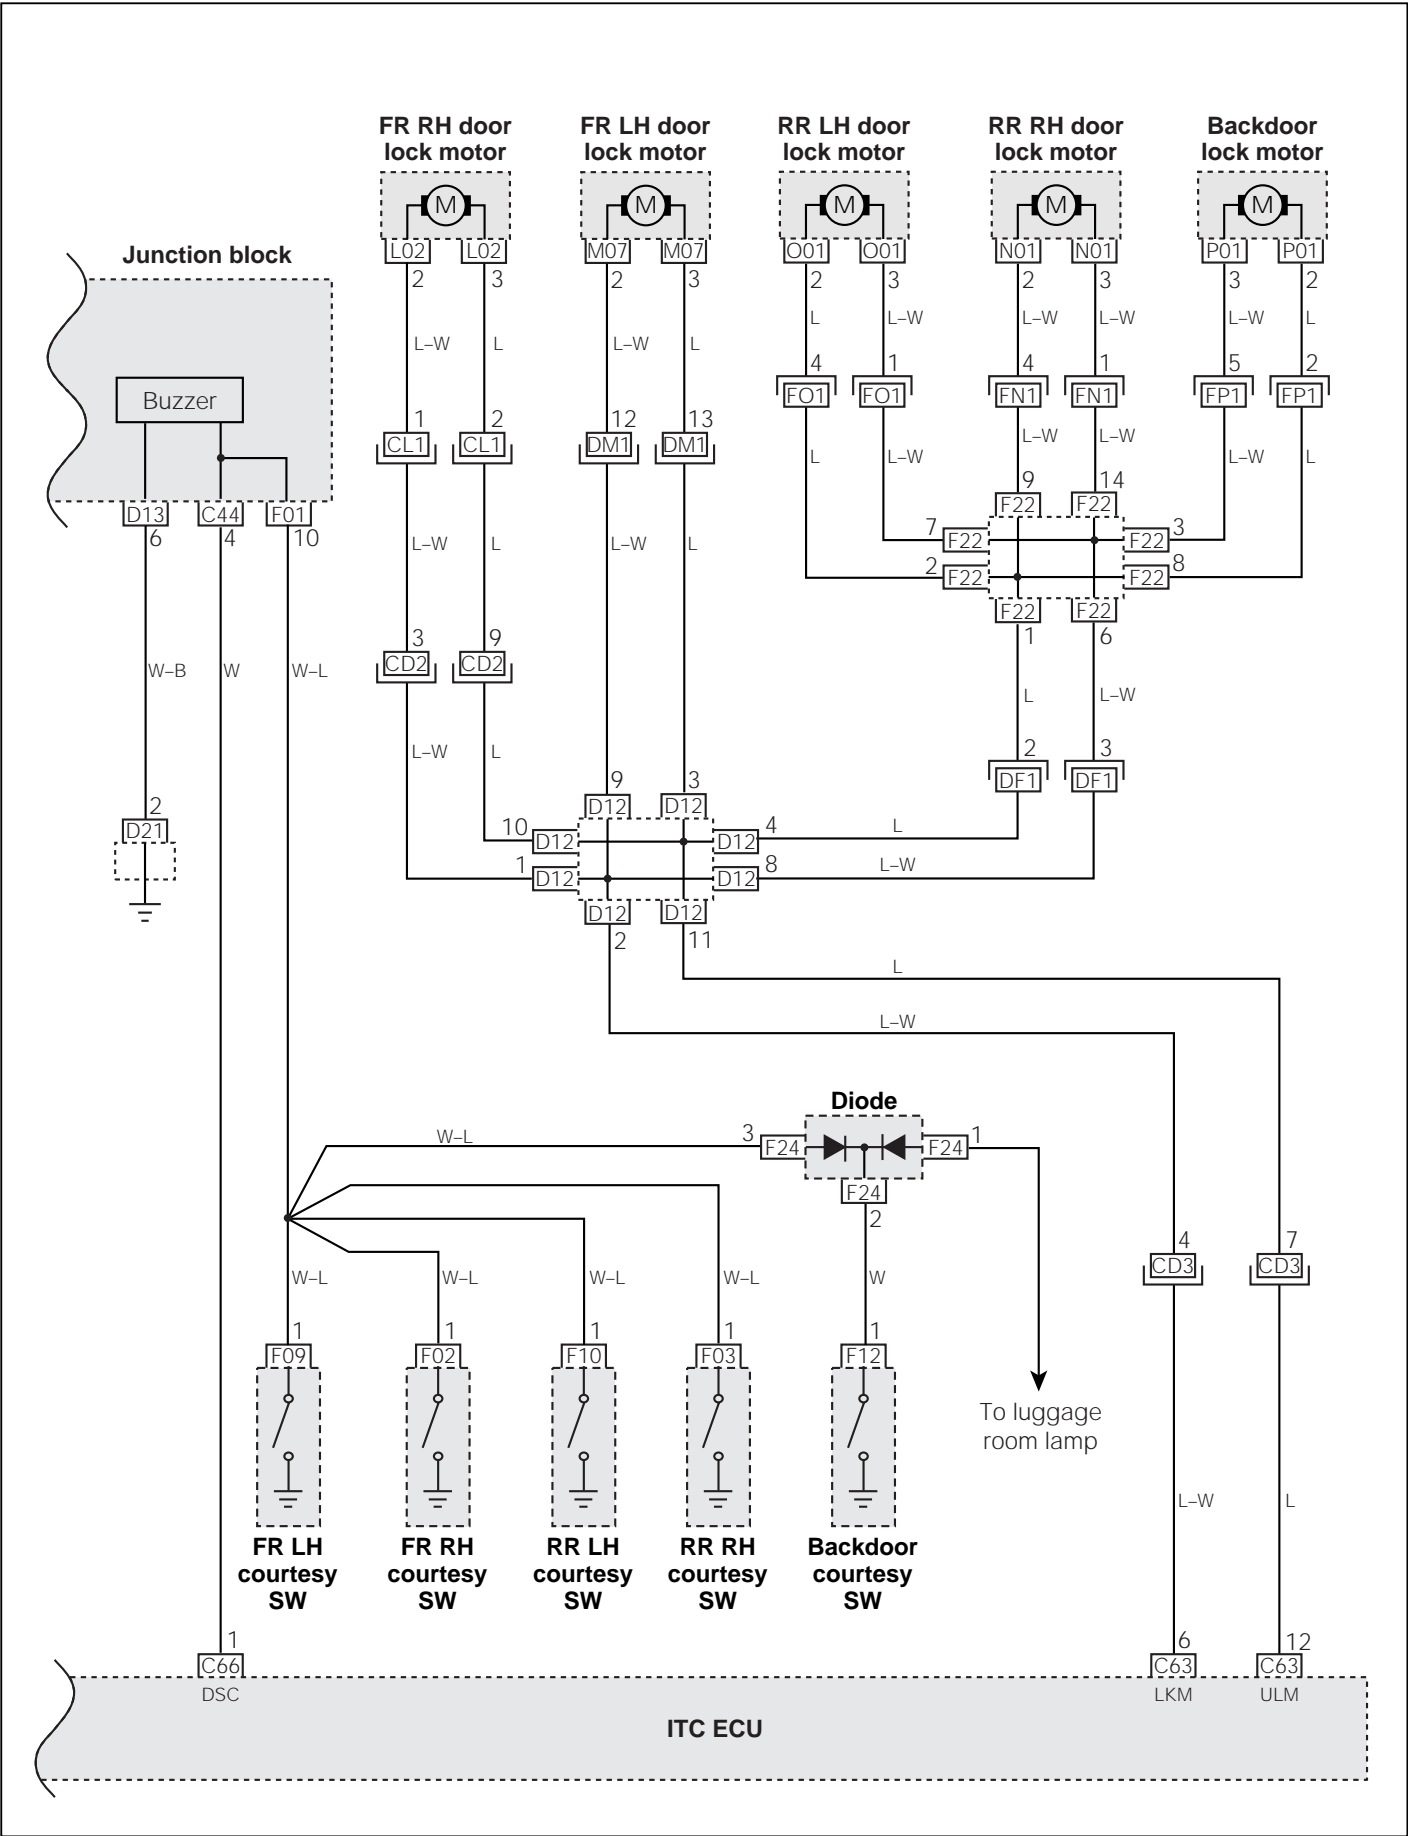 FR RH door
lock motor
FR LH door
lock motor
RR LH door
lock motor
RR RH door
lock motor
Backdoor
lock motor
M M M M M
L02 L02 M07 M07 O01 O01 N01 N01 P01 P01
2 3 2 3 2 3 2 3 3 2
Junction block
L L–W L–W L–W L–W L
L–W L L–W L
4 1 4 1 5 2
FO1 FO1 FN1 FN1 FP1 FP1
Buzzer
1 2 12 13
CL1 CL1 DM1 DM1
L–W L–W
L L–W L–W L
9 14
F22 F22
D13 C44 F01
6 4 10
7 F22 F22 3
L–W L L–W L
2 F22 F22 8
F22 F22
1 6
3 9
CD2 CD2
W–B W W–L
L L–W
L–W L
2 3
DF1 DF1
9 3
D12 D12
2
D21
10 D12 D12 4 L
1 D12 D12 8 L–W
D12 D12
2 11
L
L–W
Diode
W–L 3 F24 F24 1
F24
2
4 7
CD3 CD3
W–L W–L W–L W–L W
1 1 1 1 1
F09 F02 F10 F03 F12
To luggage
room lamp
L–W L
FR LH
courtesy
SW
FR RH
courtesy
SW
RR LH
courtesy
SW
RR RH
courtesy
SW
Backdoor
courtesy
SW
1 6 12
C66 C63 C63
DSC LKM ULM
ITC ECU